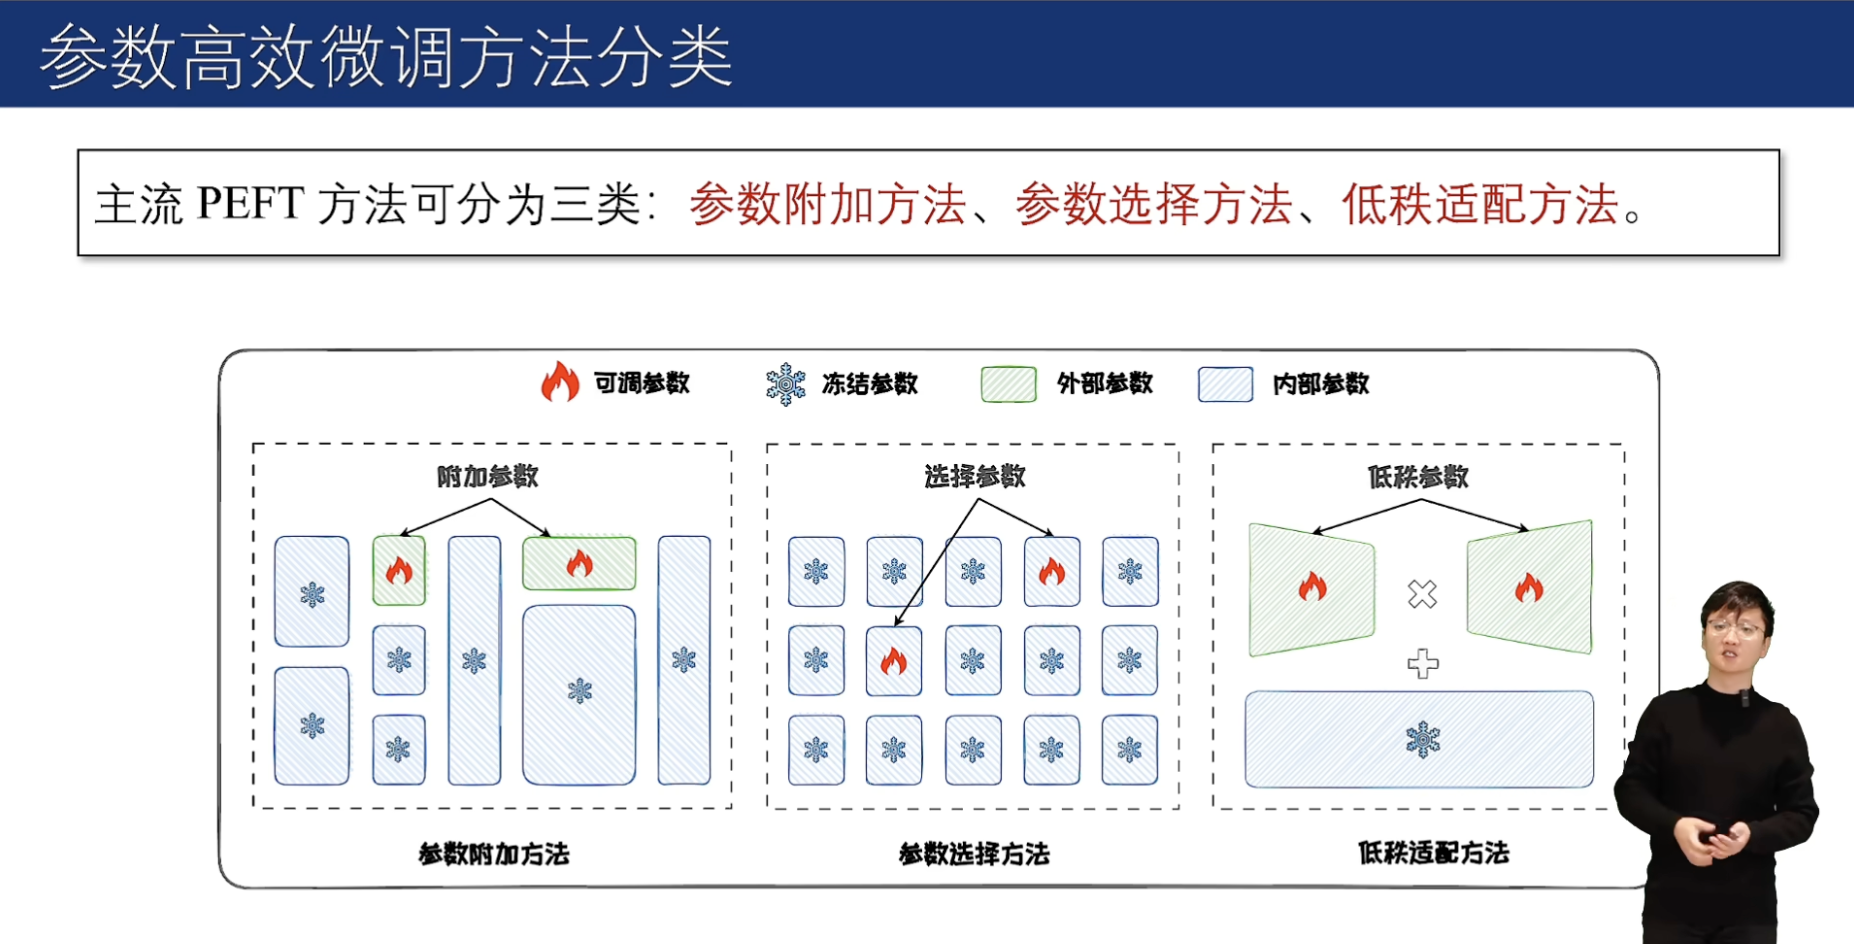 参数高效微调方法分类
主流 PEFT 方法可分为三类：参数附加方法、参数选择方法、低秩适配方法。
可调参数 冻结参数 外部参数 内部参数
附加参数 选择参数 低秩参数
参数附加方法 参数选择方法 低秩适配方法